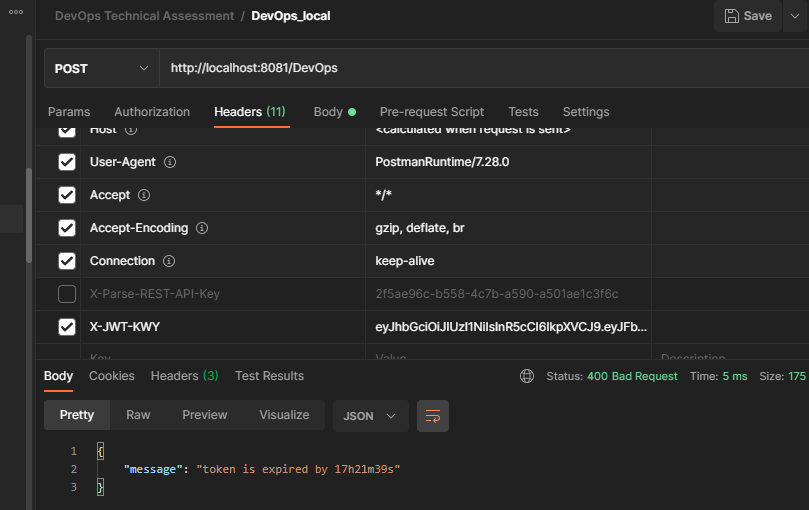 DevOps Technical Assessment / DevOps_local
Save
POST
http://localhost:8081/DevOps
Params Authorization Headers (11) Body Pre-request Script Tests Settings
Host <calculated when request is sent>
User-Agent PostmanRuntime/7.28.0
Accept */*
Accept-Encoding gzip, deflate, br
Connection keep-alive
X-Parse-REST-API-Key 2f5ae96c-b558-4c7b-a590-a501ae1c3f6c
X-JWT-KWY eyJhbGciOiJIUzI1NiIsInR5cCI6IkpXVCJ9.eyJFb...
Key Value Description
Body Cookies Headers (3) Test Results Status: 400 Bad Request Time: 5 ms Size: 175
Pretty Raw Preview Visualize JSON
1 {
2 "message": "token is expired by 17h21m39s"
3 }